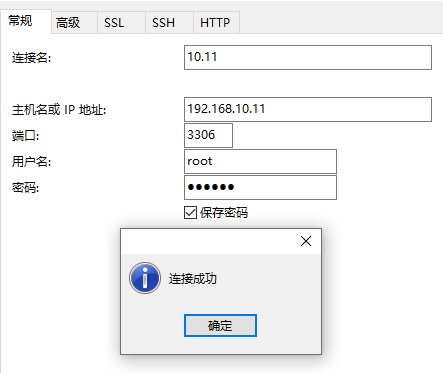 常规 高级 SSL SSH HTTP
连接名: 10.11
主机名或 IP 地址: 192.168.10.11
端口: 3306
用户名: root
密码: ●●●●●●
保存密码
连接成功
确定